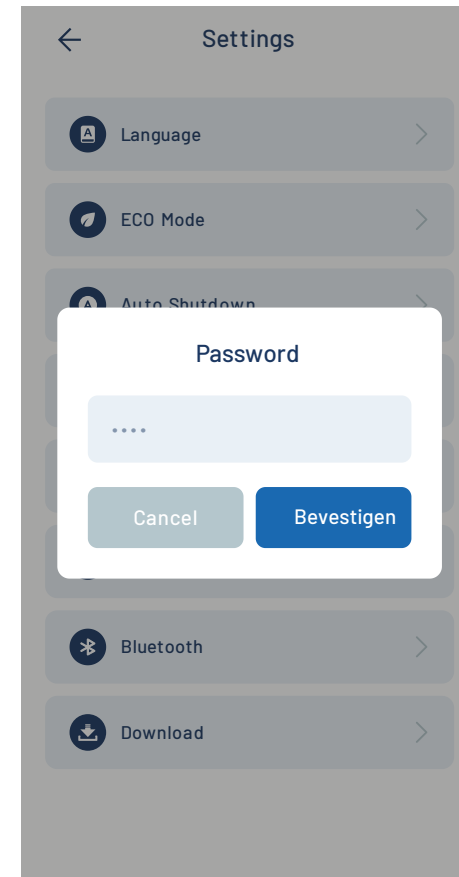 Settings
Language
ECO Mode
Auto Shutdown
Password
····
Cancel
Bevestigen
Bluetooth
Download